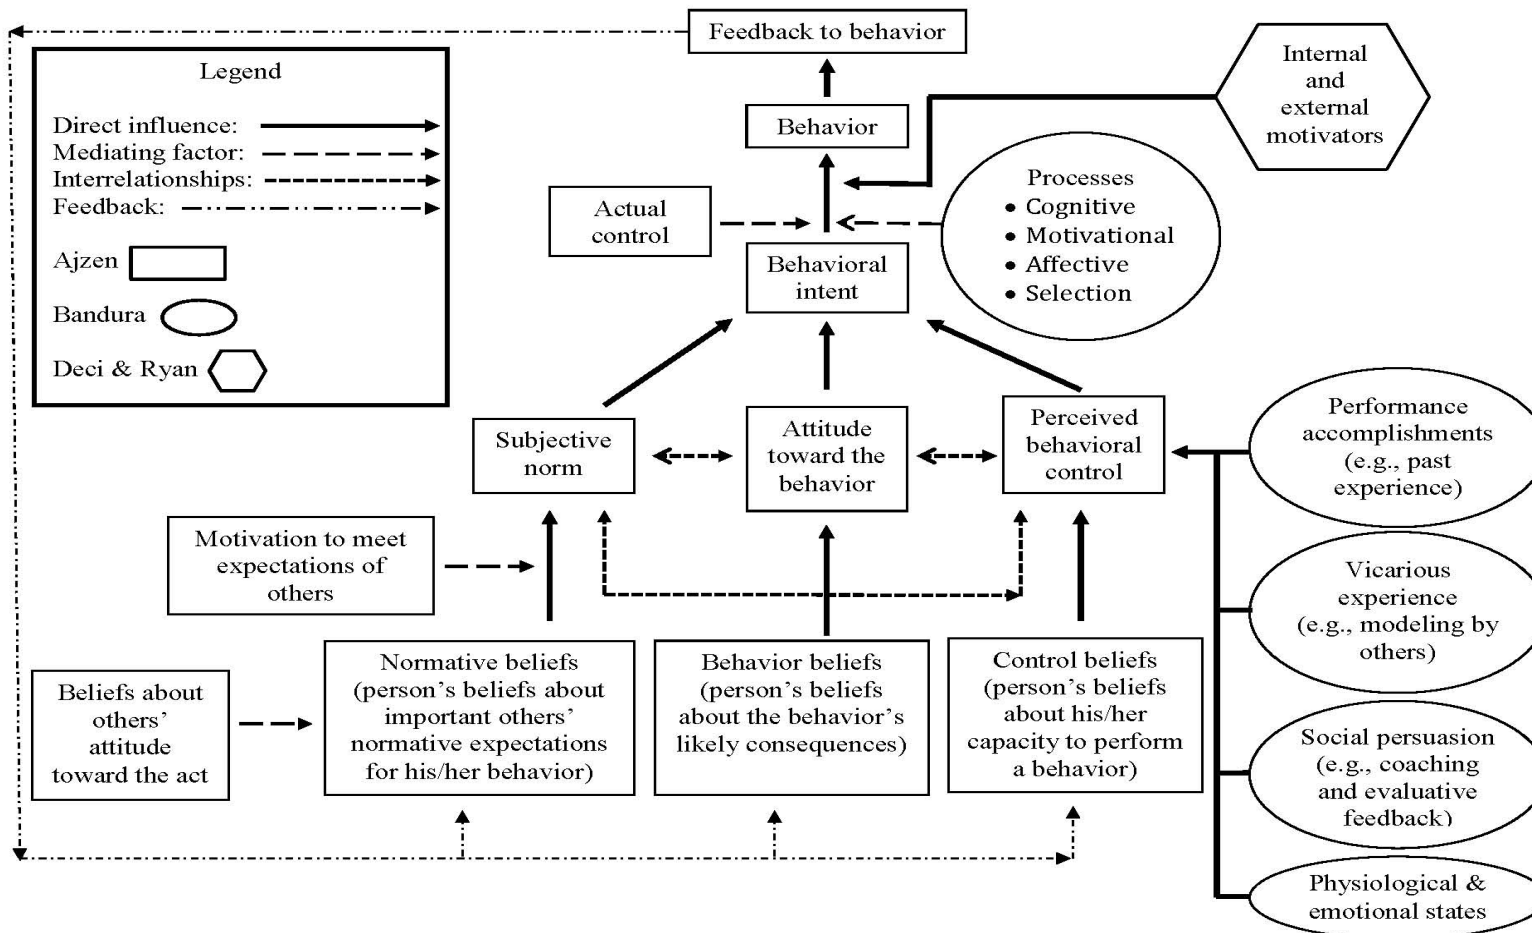 Feedback to behavior
Legend
Direct influence:
Mediating factor:
Interrelationships:
Feedback:
Ajzen
Bandura
Deci & Ryan
Internal
and
external
motivators
Behavior
Processes
• Cognitive
• Motivational
• Affective
• Selection
Actual
control
Behavioral
intent
Subjective
norm
Attitude
toward the
behavior
Perceived
behavioral
control
Performance
accomplishments
(e.g., past
experience)
Motivation to meet
expectations of
others
Vicarious
experience
(e.g., modeling by
others)
Beliefs about
others’
attitude
toward the act
Normative beliefs
(person’s beliefs about
important others’
normative expectations
for his/her behavior)
Behavior beliefs
(person’s beliefs
about the behavior’s
likely consequences)
Control beliefs
(person’s beliefs
about his/her
capacity to perform
a behavior)
Social persuasion
(e.g., coaching
and evaluative
feedback)
Physiological &
emotional states